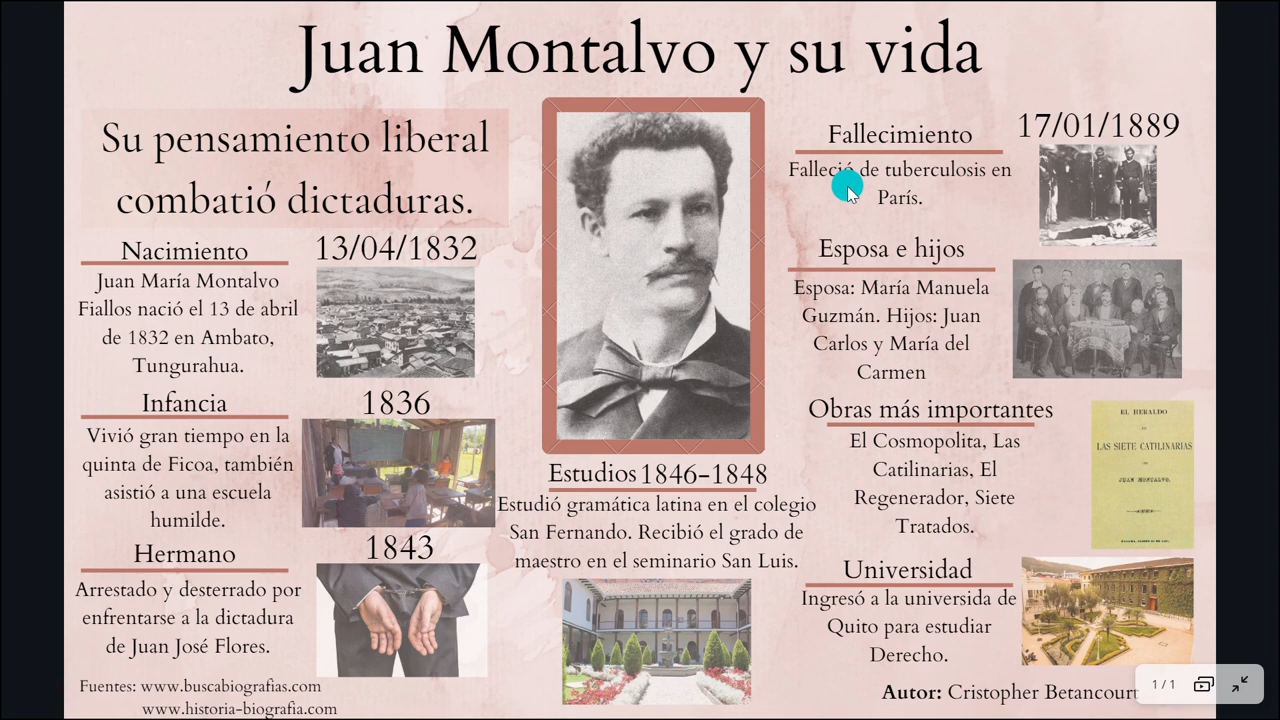 Juan Montalvo y su vida
Su pensamiento liberal
combatió dictaduras.
Nacimiento
13/04/1832
Juan María Montalvo
Fiallos nació el 13 de abril
de 1832 en Ambato,
Tungurahua.
Infancia
1836
Vivió gran tiempo en la
quinta de Ficoa, también
asistió a una escuela
humilde.
Hermano
1843
Arrestado y desterrado por
enfrentarse a la dictadura
de Juan José Flores.
Fuentes: www.buscabiografias.com
www.historia-biografia.com
Estudios 1846-1848
Estudió gramática latina en el colegio
San Fernando. Recibió el grado de
maestro en el seminario San Luis.
Fallecimiento
17/01/1889
Falleció de tuberculosis en
París.
Esposa e hijos
Esposa: María Manuela
Guzmán. Hijos: Juan
Carlos y María del
Carmen
Obras más importantes
El Cosmopolita, Las
Catilinarias, El
Regenerador, Siete
Tratados.
EL HERALDO
DE
LAS SIETE CATILINARIAS
POR
JUAN MONTALVO.
Universidad
Ingresó a la universida de
Quito para estudiar
Derecho.
Autor: Cristopher Betancourt
1/1